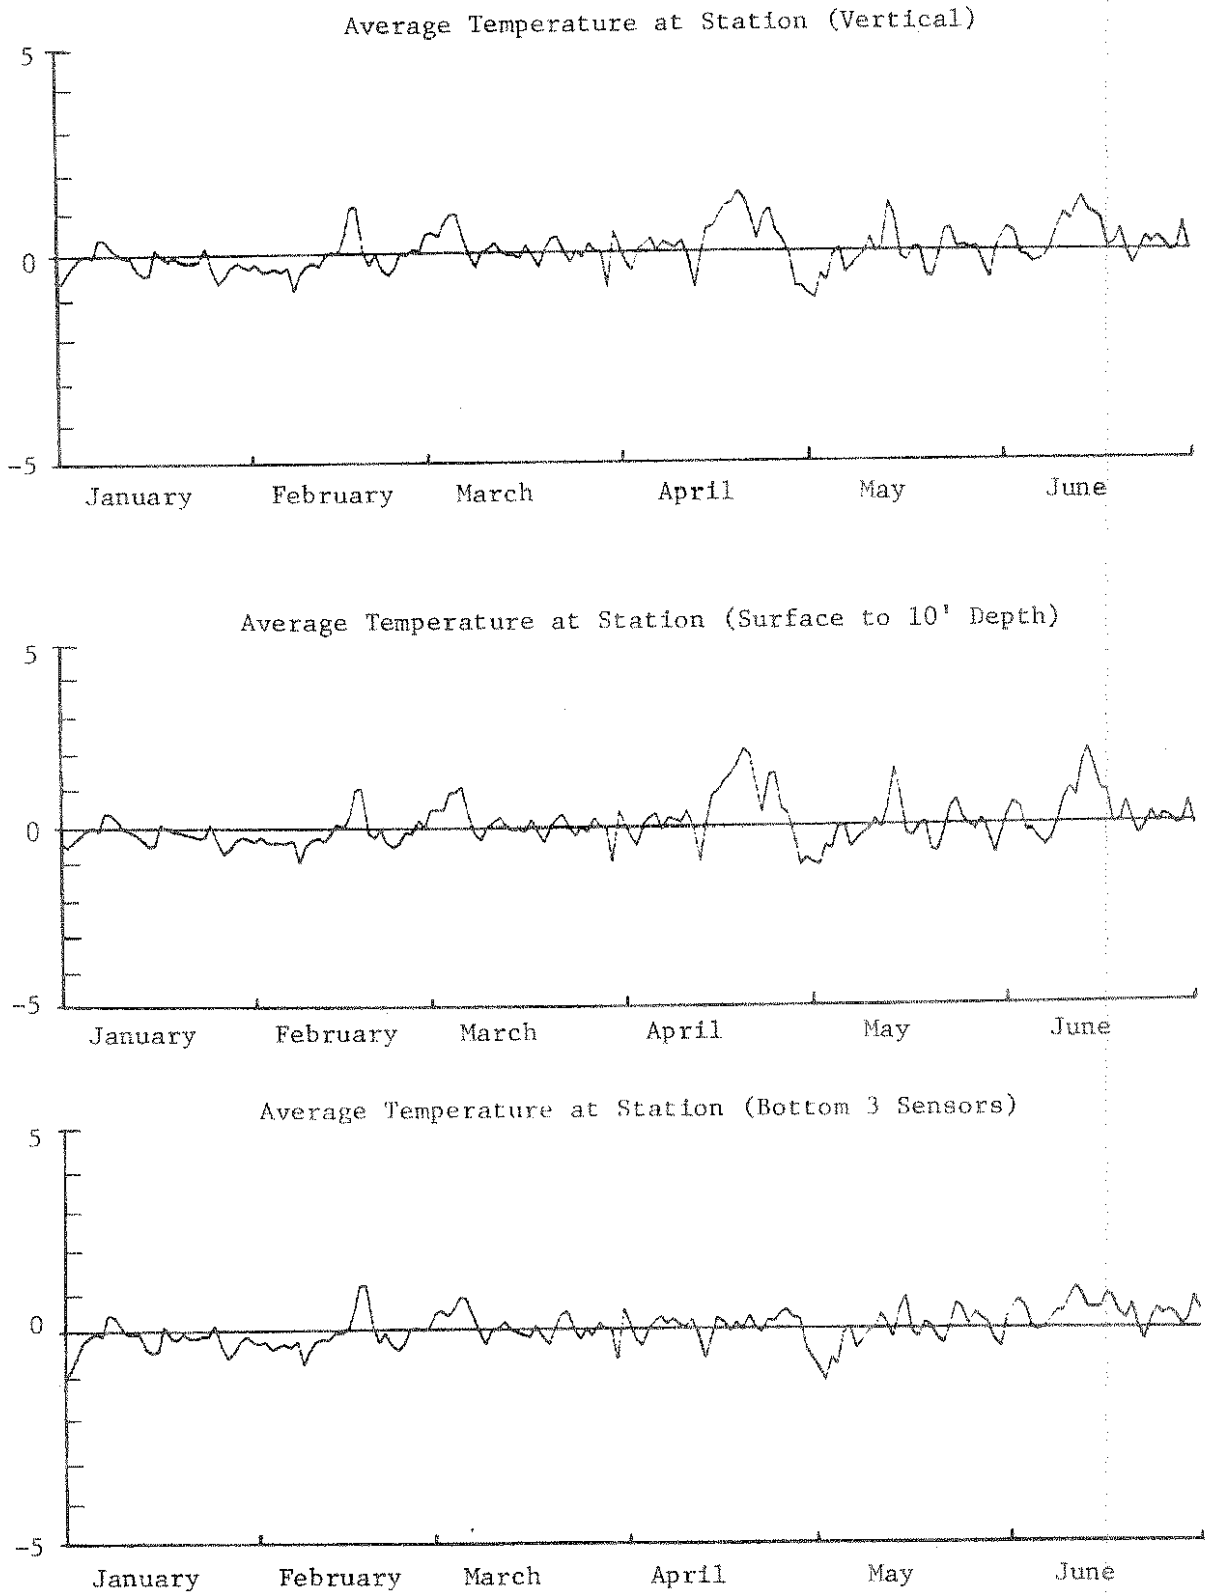 Average Temperature at Station (Vertical)
5
0
-5
January February March April May June
Average Temperature at Station (Surface to 10' Depth)
5
0
-5
January February March April May June
Average Temperature at Station (Bottom 3 Sensors)
5
0
-5
January February March April May June